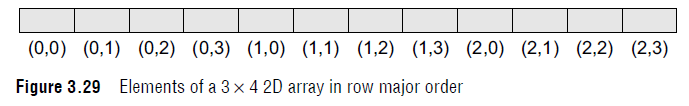 (0,0) (0,1) (0,2) (0,3) (1,0) (1,1) (1,2) (1,3) (2,0) (2,1) (2,2) (2,3)
Figure 3.29 Elements of a 3 × 4 2D array in row major order